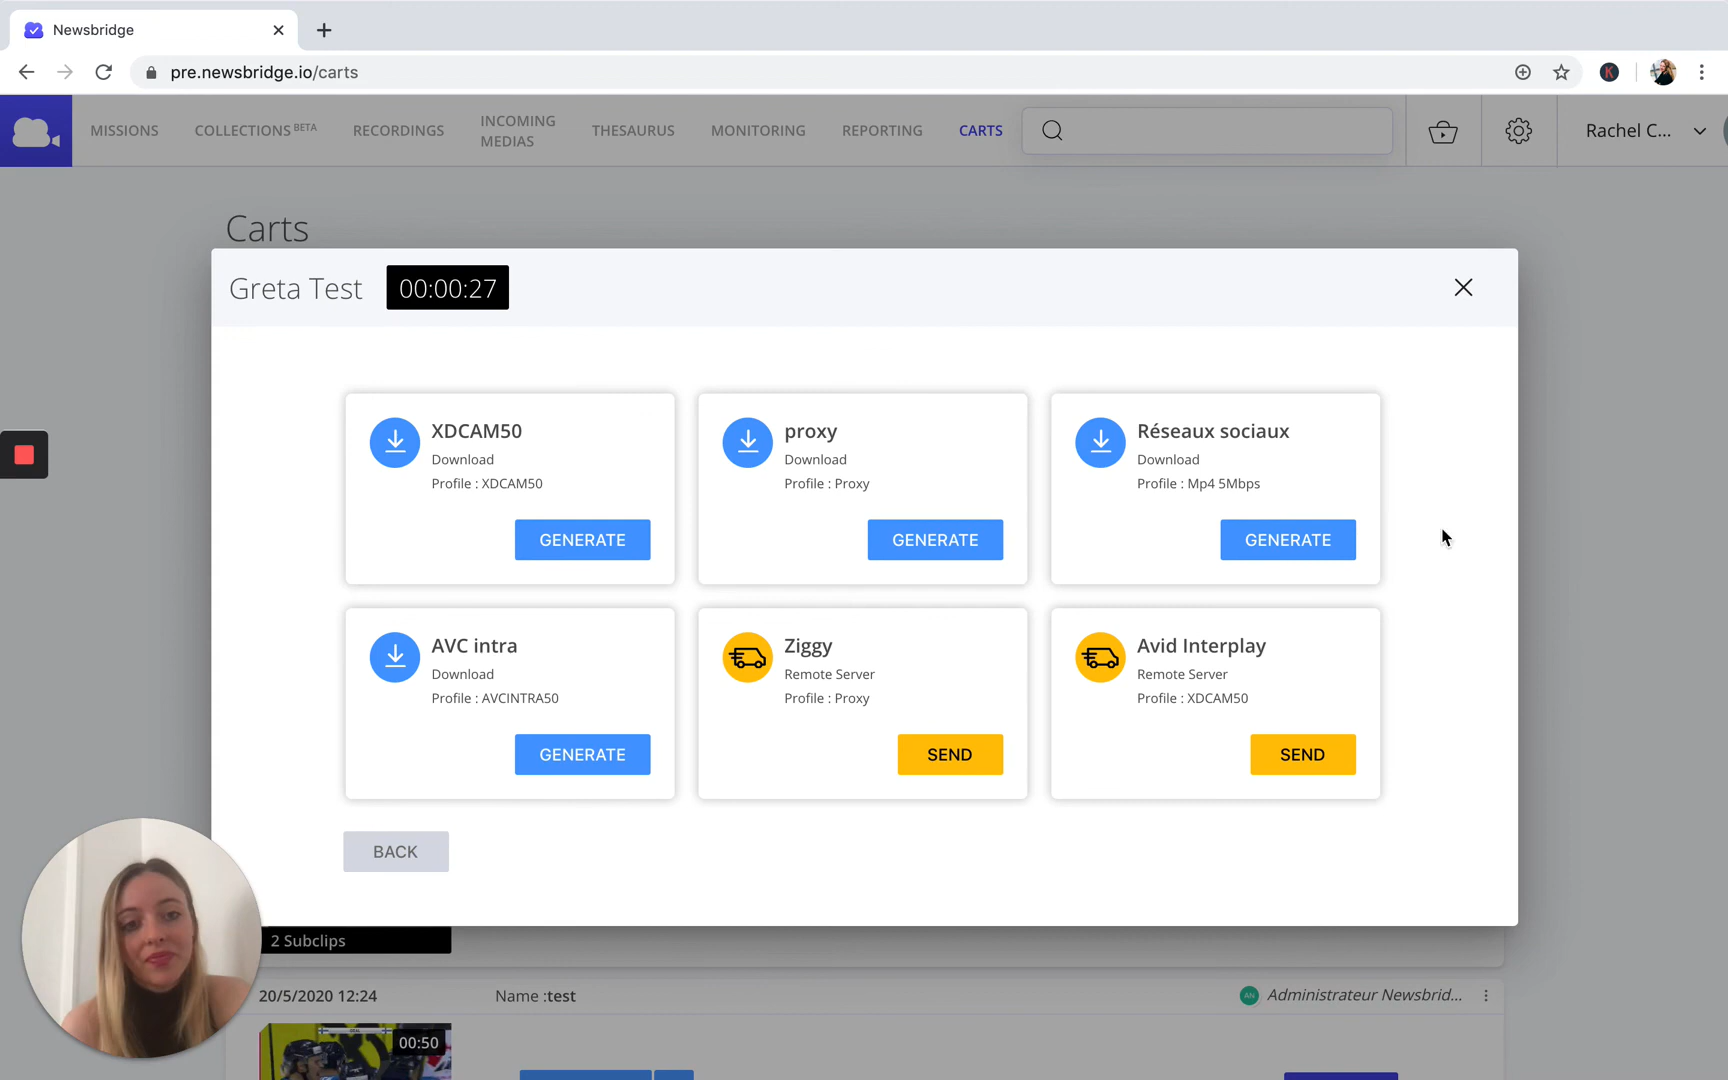 Newsbridge
pre.newsbridge.io/carts
K
MISSIONS
COLLECTIONS BETA
RECORDINGS
INCOMING
MEDIAS
THESAURUS
MONITORING
REPORTING
CARTS
Rachel C...
Carts
Greta Test
00:00:27
XDCAM50
Download
Profile : XDCAM50
GENERATE
proxy
Download
Profile : Proxy
GENERATE
Réseaux sociaux
Download
Profile : Mp4 5Mbps
GENERATE
AVC intra
Download
Profile : AVCINTRA50
GENERATE
Ziggy
Remote Server
Profile : Proxy
SEND
Avid Interplay
Remote Server
Profile : XDCAM50
SEND
BACK
2 Subclips
20/5/2020 12:24
Name :test
AN
Administrateur Newsbrid...
00:50